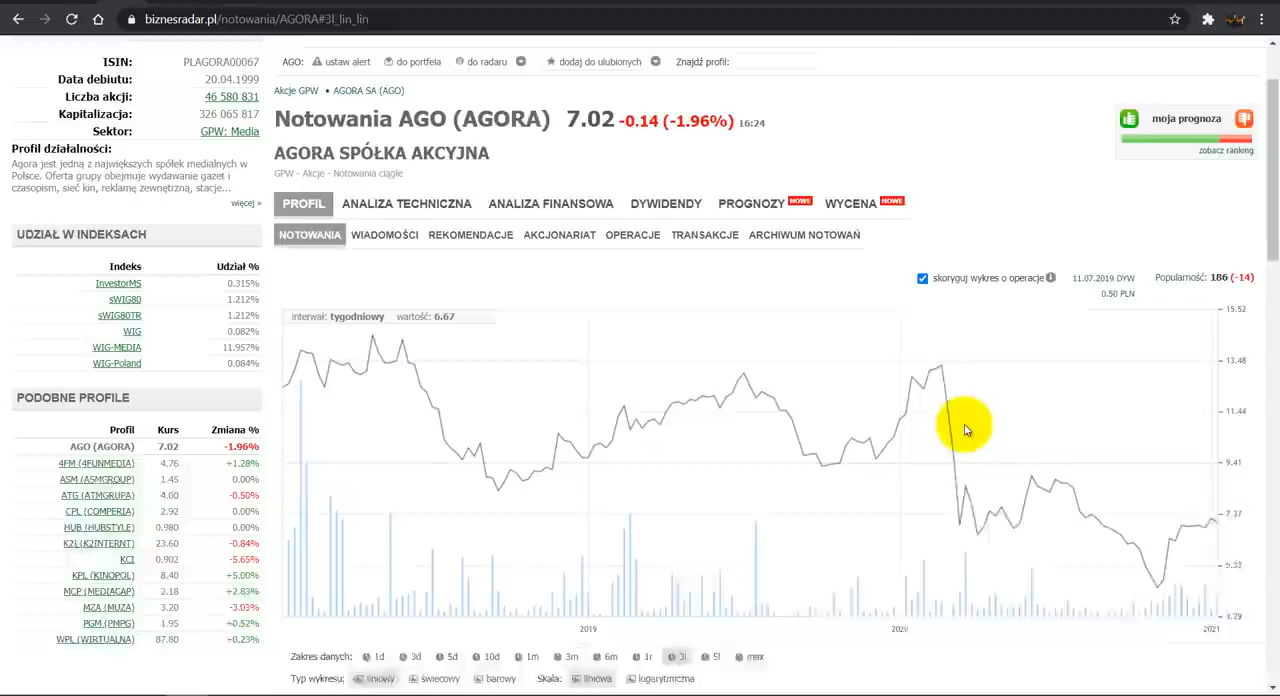 biznesradar.pl/notowania/AGORA#3l_lin_lin
ISIN: PLAGORA00067
Data debiutu: 20.04.1999
Liczba akcji: 46 580 831
Kapitalizacja: 326 065 817
Sektor: GPW: Media
Profil działalności:
Agora jest jedną z największych spółek medialnych w
Polsce. Oferta grupy obejmuje wydawanie gazet i
czasopism, sieć kin, reklamę zewnętrzną, stacje...
więcej »
UDZIAŁ W INDEKSACH
Indeks Udział %
InvestorMS 0.315%
sWIG80 1.212%
sWIG80TR 1.212%
WIG 0.082%
WIG-MEDIA 11.957%
WIG-Poland 0.084%
PODOBNE PROFILE
Profil Kurs Zmiana %
AGO (AGORA) 7.02 -1.96%
4FM (4FUNMEDIA) 4.76 +1.28%
ASM (ASMGROUP) 1.45 0.00%
ATG (ATMGRUPA) 4.60 -0.50%
CPL (COMPERIA) 2.92 0.00%
HUB (HUBSTYLE) 0.980 0.00%
K2I (K2INTERNT) 23.60 -0.84%
KCI 0.902 -5.65%
KPL (KINOPOL) 8.40 +5.00%
MCP (MEDIACAP) 2.18 +2.83%
MZA (MUZA) 3.20 -3.03%
PGM (PMPG) 1.95 +0.52%
WPL (WIRTUALNA) 87.80 +0.23%
AGO: ustaw alert do portfela do radaru dodaj do ulubionych Znajdź profil:
Akcje GPW • AGORA SA (AGO)
Notowania AGO (AGORA) 7.02 -0.14 (-1.96%) 16:24
AGORA SPÓŁKA AKCYJNA
GPW - Akcje - Notowania ciągłe
moja prognoza
zobacz ranking
PROFIL ANALIZA TECHNICZNA ANALIZA FINANSOWA DYWIDENDY PROGNOZY NOWE WYCENA NOWE
NOTOWANIA WIADOMOŚCI REKOMENDACJE AKCJONARIAT OPERACJE TRANSAKCJE ARCHIWUM NOTOWAŃ
skoryguj wykres o operacje 11.07.2019 DYW Popularność: 186 (-14)
0.50 PLN
interwał: tygodniowy wartość: 6.67
15.52
13.48
11.44
9.41
7.37
5.33
3.29
2019 2020 2021
Zakres danych: 1d 3d 5d 10d 1m 3m 6m 1r 3l 5l max
Typ wykresu: liniowy świecowy barowy Skala: liniowa logarytmiczna